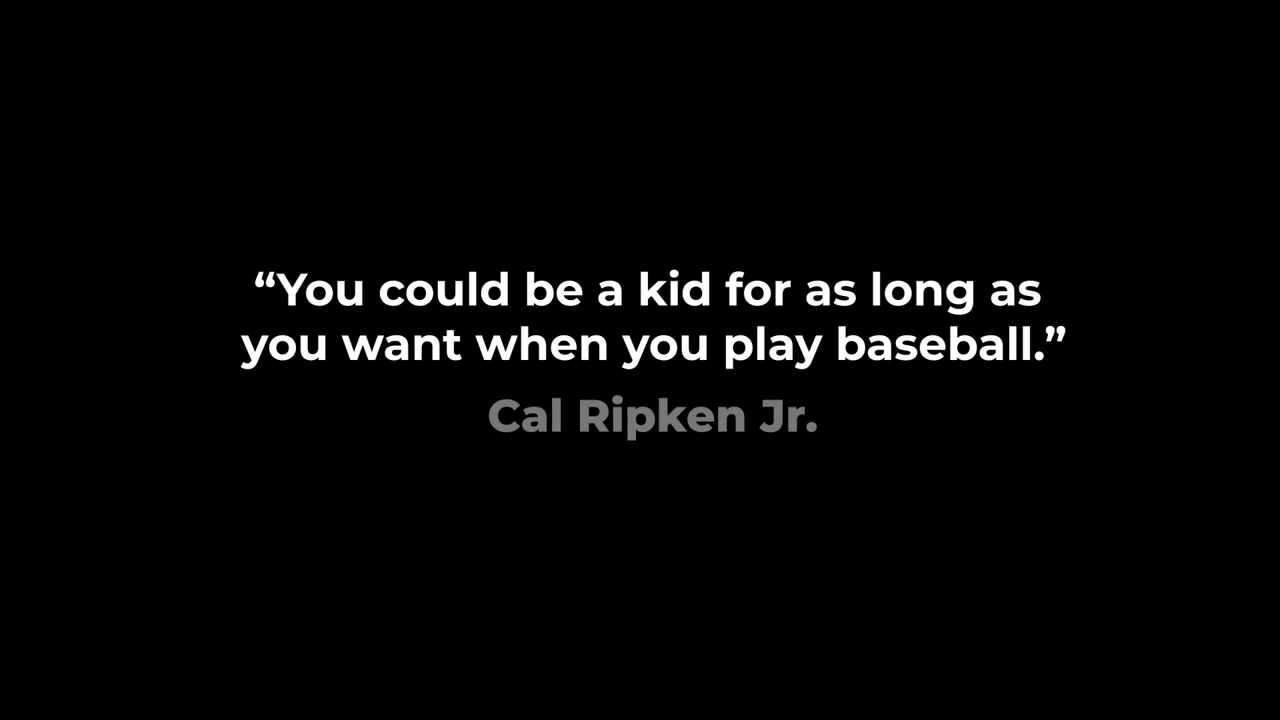 “You could be a kid for as long as
you want when you play baseball.”
Cal Ripken Jr.